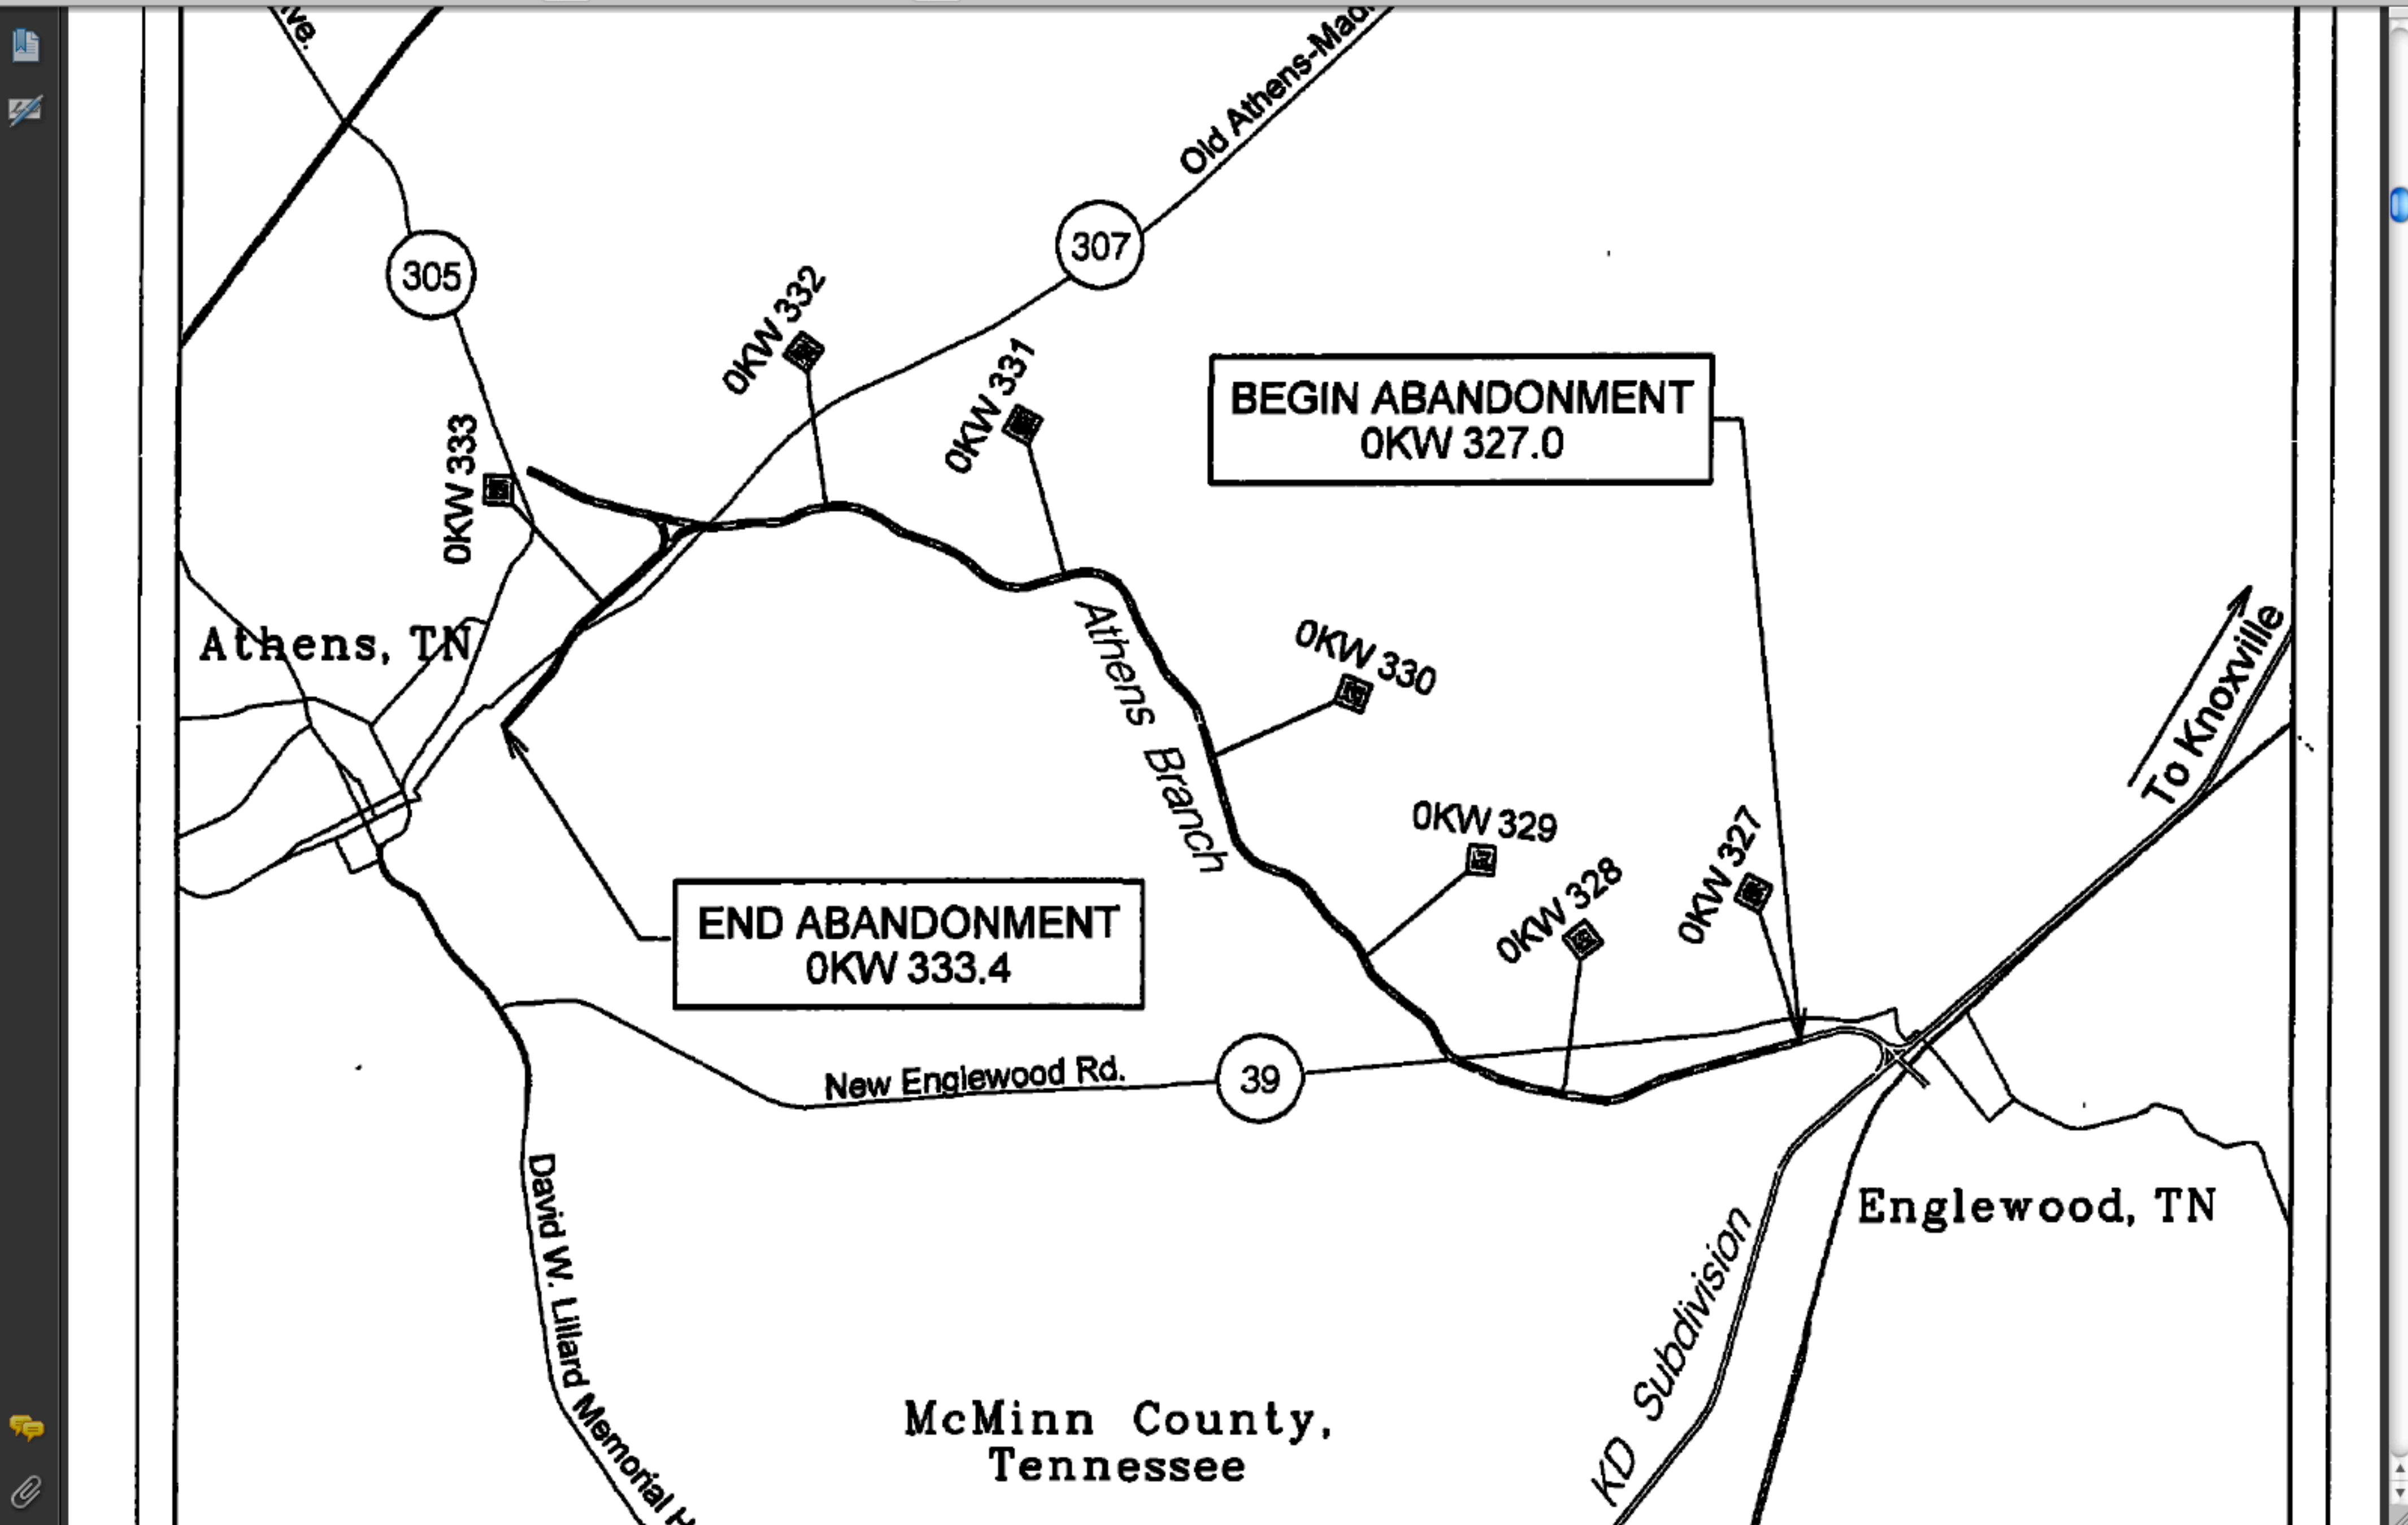 ve.
Old Athens-Mad
307
305
0KW 332
0KW 331
BEGIN ABANDONMENT
0KW 327.0
0KW 333
Athens, TN
Athens Branch
0KW 330
To Knoxville
0KW 329
0KW 328
0KW 327
END ABANDONMENT
0KW 333.4
New Englewood Rd.
39
David W. Lillard Memorial H
Englewood, TN
KD Subdivision
McMinn County,
Tennessee